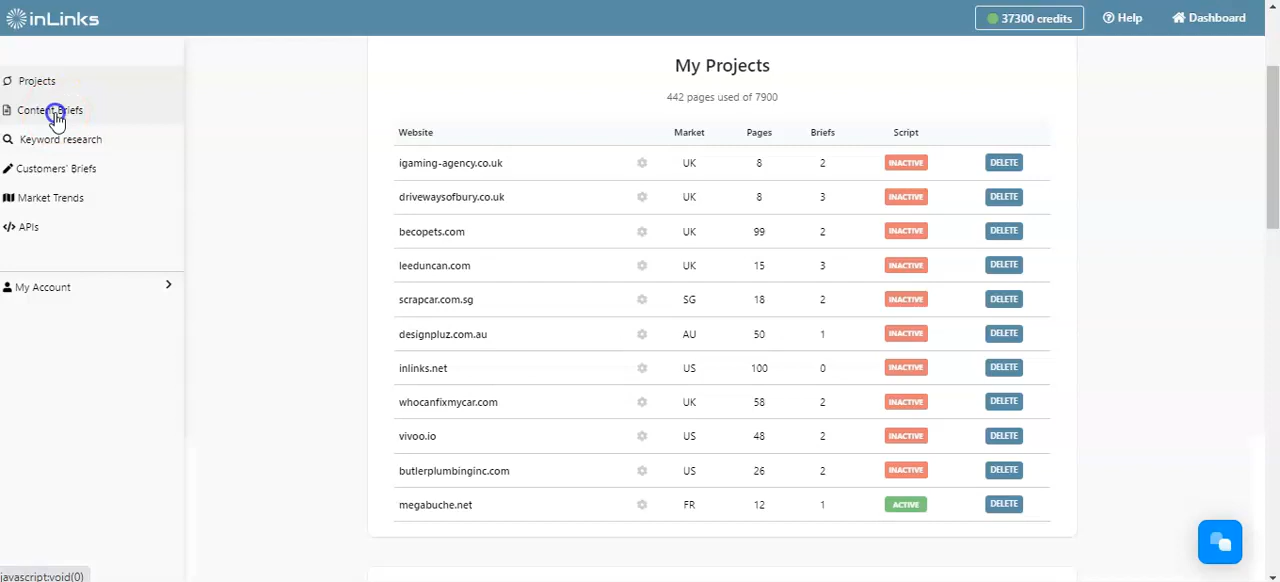 inLinks
37300 credits
Help
Dashboard
Projects
Content Briefs
Keyword research
Customers' Briefs
Market Trends
APIs
My Account
My Projects
442 pages used of 7900
Website Market Pages Briefs Script
igaming-agency.co.uk UK 8 2 INACTIVE DELETE
drivewaysofbury.co.uk UK 8 3 INACTIVE DELETE
becopets.com UK 99 2 INACTIVE DELETE
leeduncan.com UK 15 3 INACTIVE DELETE
scrapcar.com.sg SG 18 2 INACTIVE DELETE
designpluz.com.au AU 50 1 INACTIVE DELETE
inlinks.net US 100 0 INACTIVE DELETE
whocanfixmycar.com UK 58 2 INACTIVE DELETE
vivoo.io US 48 2 INACTIVE DELETE
butlerplumbinginc.com US 26 2 INACTIVE DELETE
megabuche.net FR 12 1 ACTIVE DELETE
javascript:void(0)